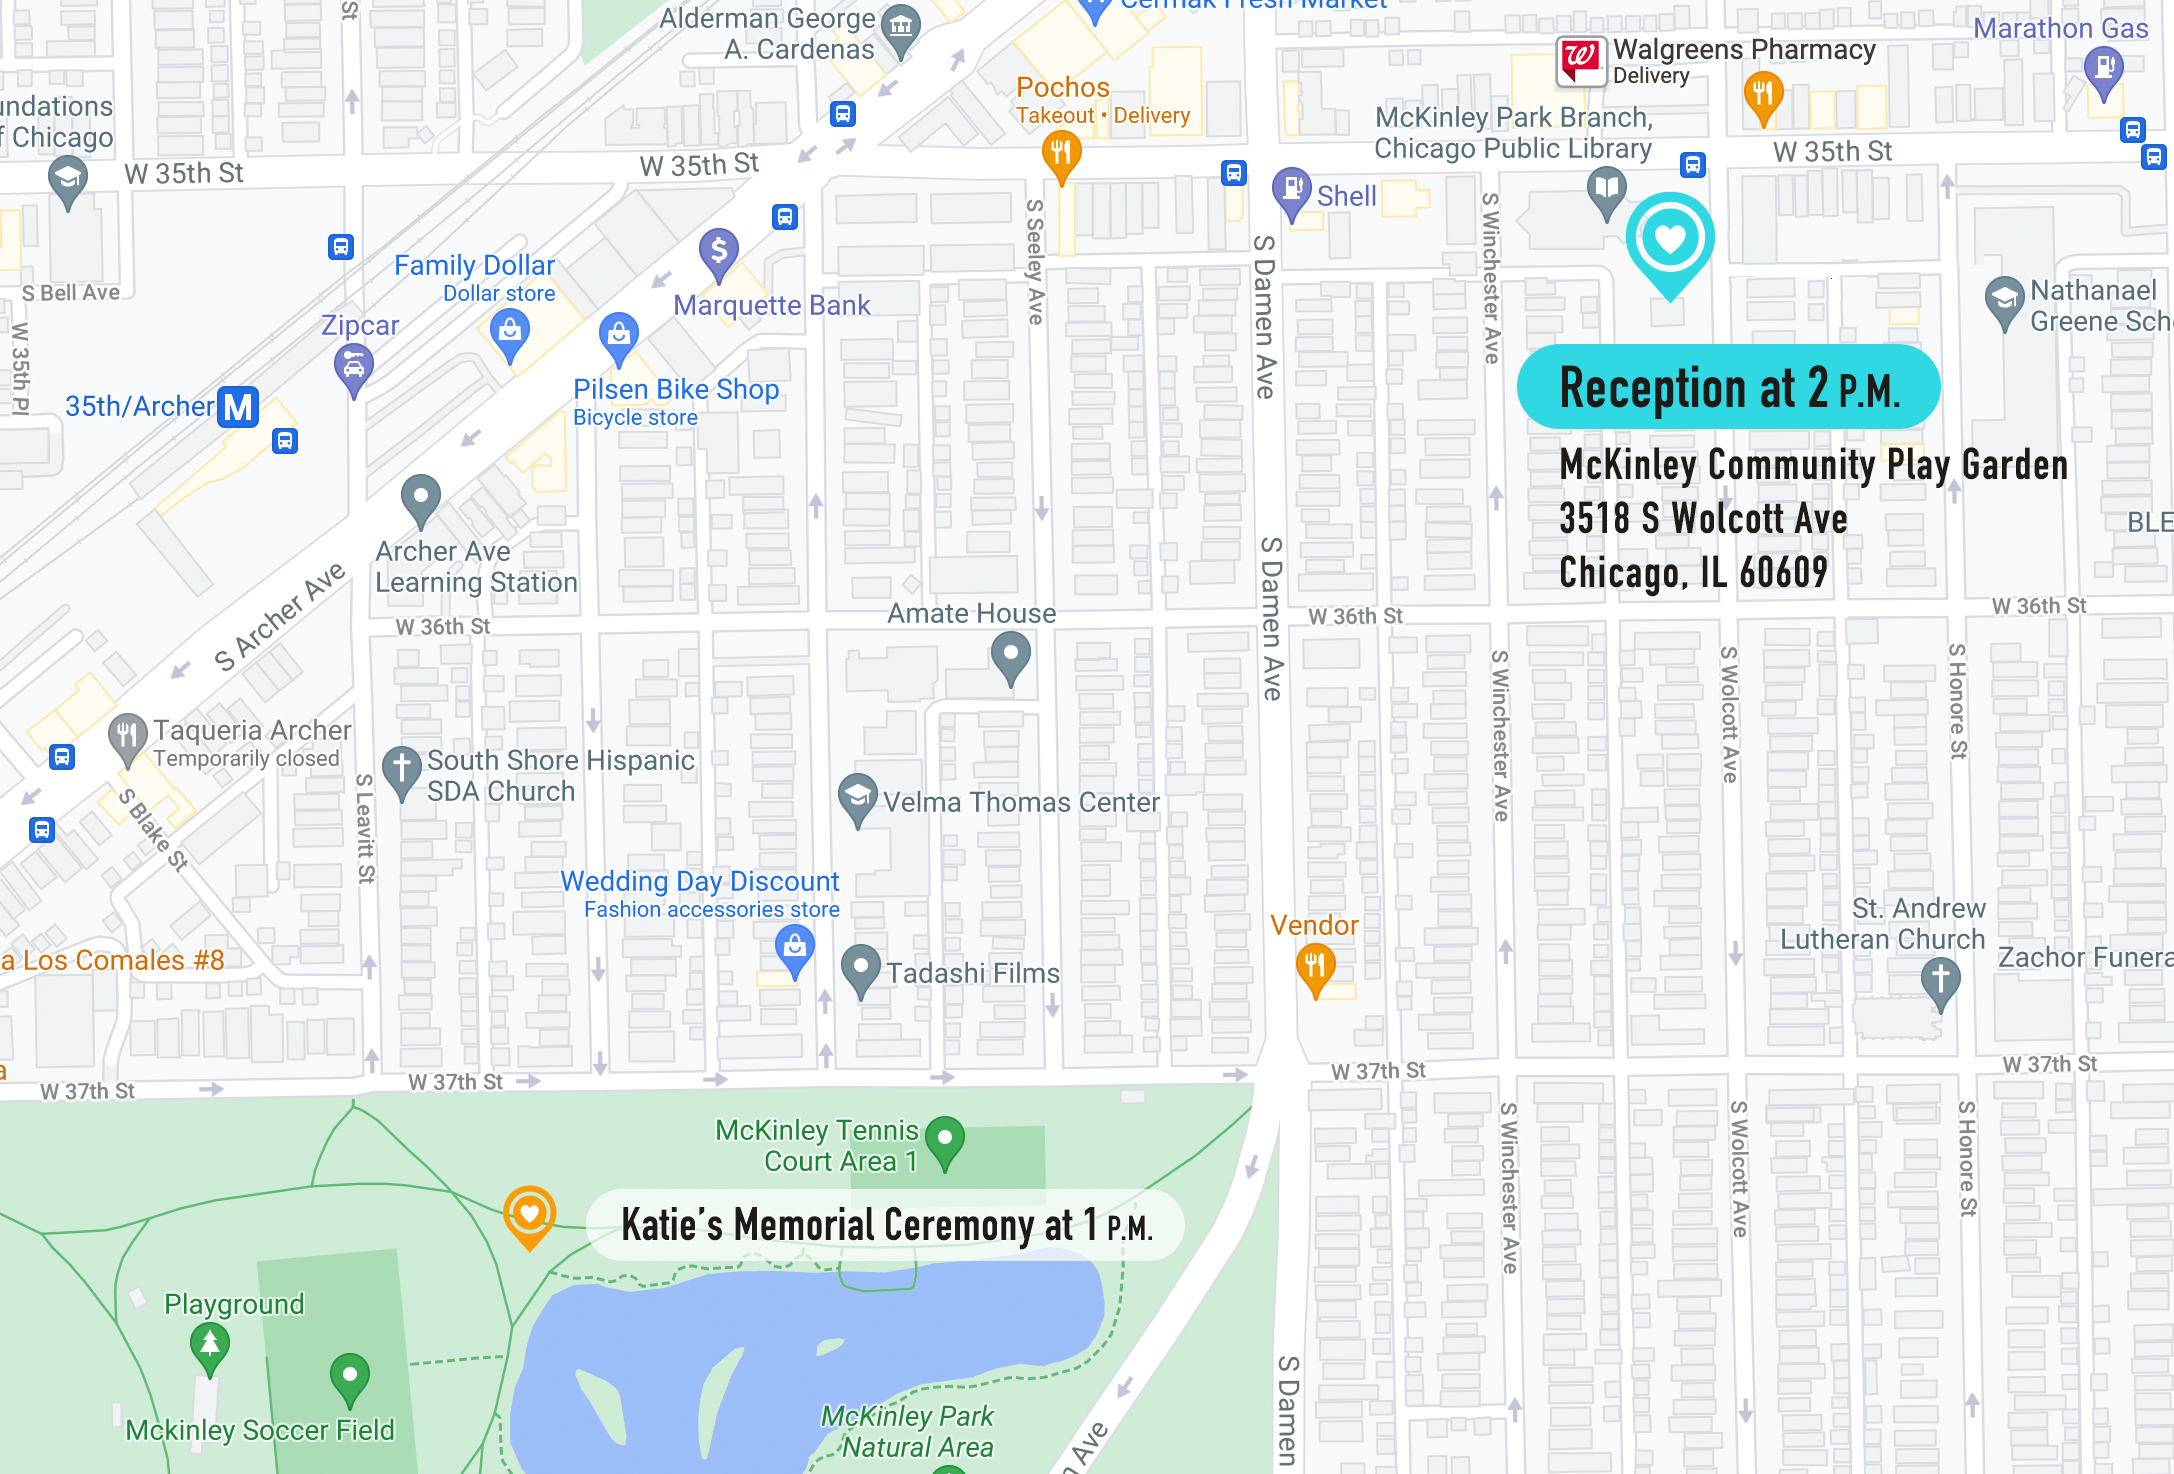 St
Alderman George
A. Cardenas
Cermak Fresh Market
Marathon Gas
Walgreens Pharmacy
Delivery
Pochos
Takeout • Delivery
McKinley Park Branch,
Chicago Public Library
undations
f Chicago
W 35th St
W 35th St
W 35th St
Shell
S Seeley Ave
S Winchester Ave
S Damen Ave
Family Dollar
Dollar store
Marquette Bank
S Bell Ave
W 35th Pl
Zipcar
Nathanael
Greene Sch
Pilsen Bike Shop
Bicycle store
35th/Archer
M
Reception at 2 P.M.
McKinley Community Play Garden
3518 S Wolcott Ave
Chicago, IL 60609
BLE
Archer Ave
Learning Station
S Archer Ave
S Damen Ave
Amate House
W 36th St
W 36th St
W 36th St
S Winchester Ave
S Wolcott Ave
S Honore St
Taqueria Archer
Temporarily closed
South Shore Hispanic
SDA Church
S Leavitt St
S Blake St
Velma Thomas Center
Wedding Day Discount
Fashion accessories store
Vendor
St. Andrew
Lutheran Church
Zachor Funera
a Los Comales #8
Tadashi Films
a
W 37th St
W 37th St
W 37th St
W 37th St
McKinley Tennis
Court Area 1
S Winchester Ave
S Wolcott Ave
S Honore St
Katie’s Memorial Ceremony at 1 P.M.
Playground
Mckinley Soccer Field
McKinley Park
Natural Area
n Ave
S Damen